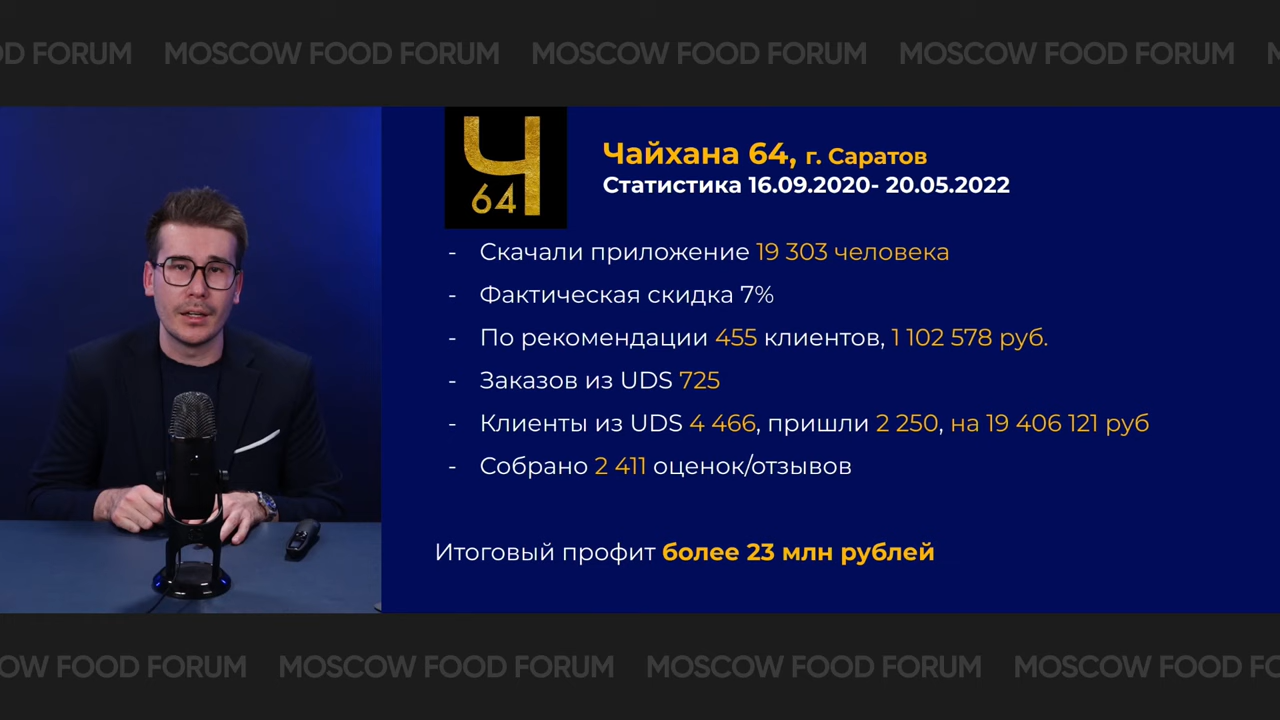 D FORUM MOSCOW FOOD FORUM MOSCOW FOOD FORUM MOSCOW FOOD FORUM
Ч
64
Чайхана 64, г. Саратов
Статистика 16.09.2020- 20.05.2022
- Скачали приложение 19 303 человека
- Фактическая скидка 7%
- По рекомендации 455 клиентов, 1 102 578 руб.
- Заказов из UDS 725
- Клиенты из UDS 4 466, пришли 2 250, на 19 406 121 руб
- Собрано 2 411 оценок/отзывов
Итоговый профит более 23 млн рублей
OW FOOD FORUM MOSCOW FOOD FORUM MOSCOW FOOD FORUM MOSCOW FOOD FO